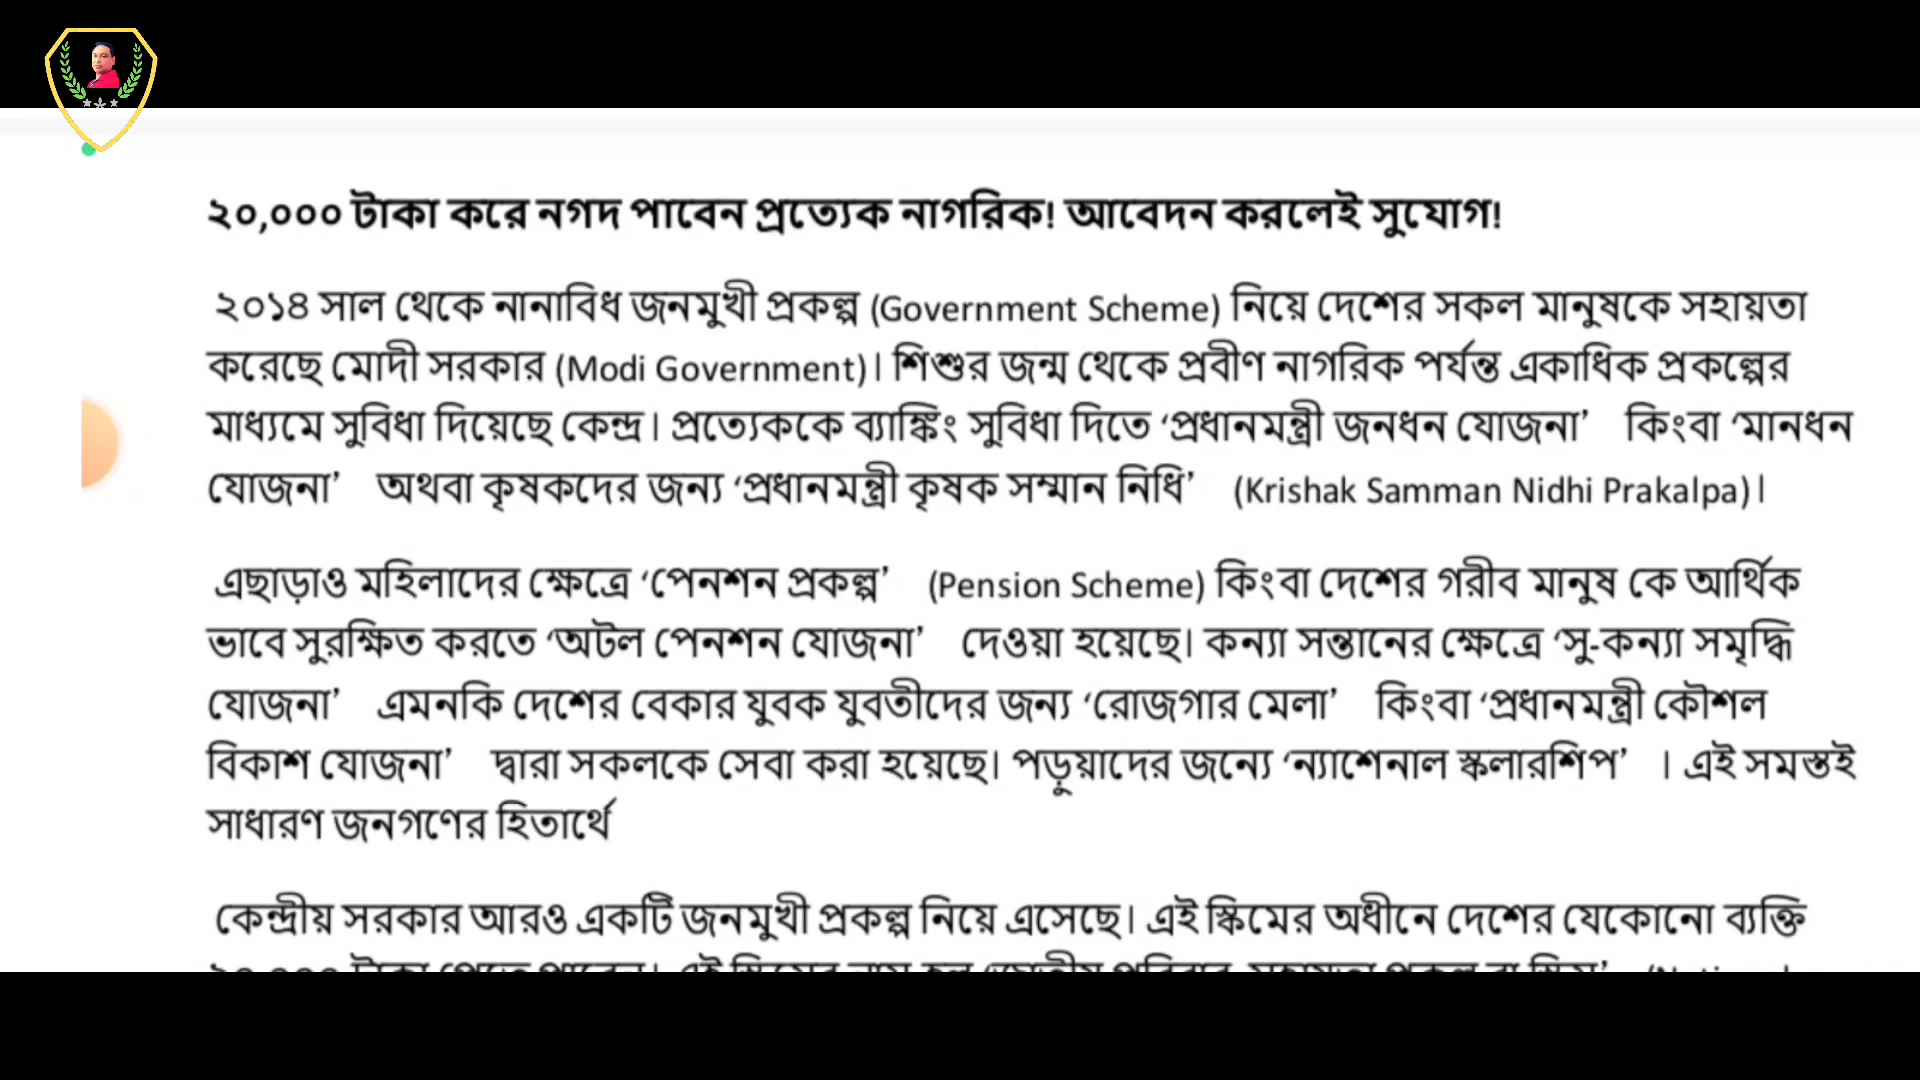 ২০,০০০ টাকা করে নগদ পাবেন প্রত্যেক নাগরিক! আবেদন করলেই সুযোগ!
২০১৪ সাল থেকে নানাবিধ জনমুখী প্রকল্প (Government Scheme) নিয়ে দেশের সকল মানুষকে সহায়তা
করেছে মোদী সরকার (Modi Government)। শিশুর জন্ম থেকে প্রবীণ নাগরিক পর্যন্ত একাধিক প্রকল্পের
মাধ্যমে সুবিধা দিয়েছে কেন্দ্র। প্রত্যেককে ব্যাঙ্কিং সুবিধা দিতে ‘প্রধানমন্ত্রী জনধন যোজনা’ কিংবা ‘মানধন
যোজনা’ অথবা কৃষকদের জন্য ‘প্রধানমন্ত্রী কৃষক সম্মান নিধি’ (Krishak Samman Nidhi Prakalpa)।
এছাড়াও মহিলাদের ক্ষেত্রে ‘পেনশন প্রকল্প’ (Pension Scheme) কিংবা দেশের গরীব মানুষ কে আর্থিক
ভাবে সুরক্ষিত করতে ‘অটল পেনশন যোজনা’ দেওয়া হয়েছে। কন্যা সন্তানের ক্ষেত্রে ‘সু-কন্যা সমৃদ্ধি
যোজনা’ এমনকি দেশের বেকার যুবক যুবতীদের জন্য ‘রোজগার মেলা’ কিংবা ‘প্রধানমন্ত্রী কৌশল
বিকাশ যোজনা’ দ্বারা সকলকে সেবা করা হয়েছে। পড়ুয়াদের জন্যে ‘ন্যাশেনাল স্কলারশিপ’ । এই সমস্তই
সাধারণ জনগণের হিতার্থে
কেন্দ্রীয় সরকার আরও একটি জনমুখী প্রকল্প নিয়ে এসেছে। এই স্কিমের অধীনে দেশের যেকোনো ব্যক্তি